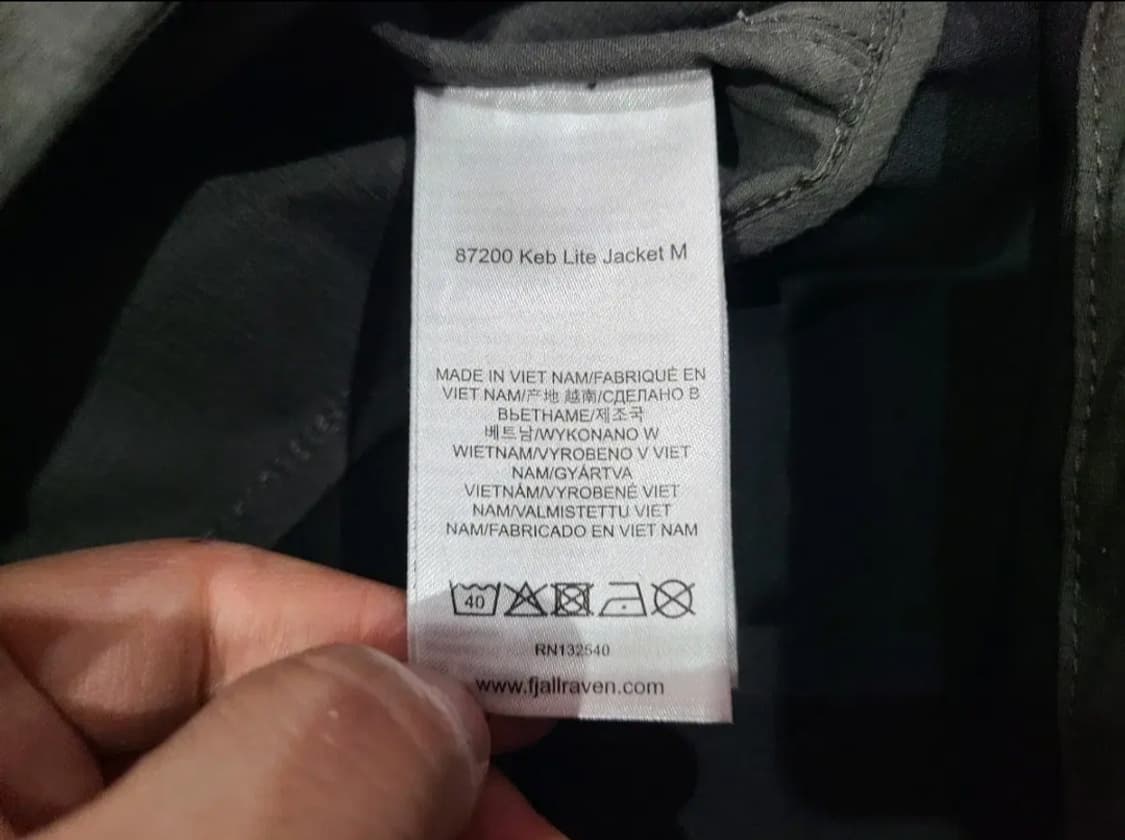 87200 Keb Lite Jacket M
MADE IN VIET NAM/FABRIQUÉ EN
VIET NAM/产地 越南/СДЕЛАНО В
ВЬЕТНАМЕ/제조국
베트남/WYKONANO W
WIETNAM/VYROBENO V VIET
NAM/GYÁRTVA
VIETNÁM/VYROBENÉ VIET
NAM/VALMISTETTU VIET
NAM/FABRICADO EN VIET NAM
40
RN132540
www.fjallraven.com